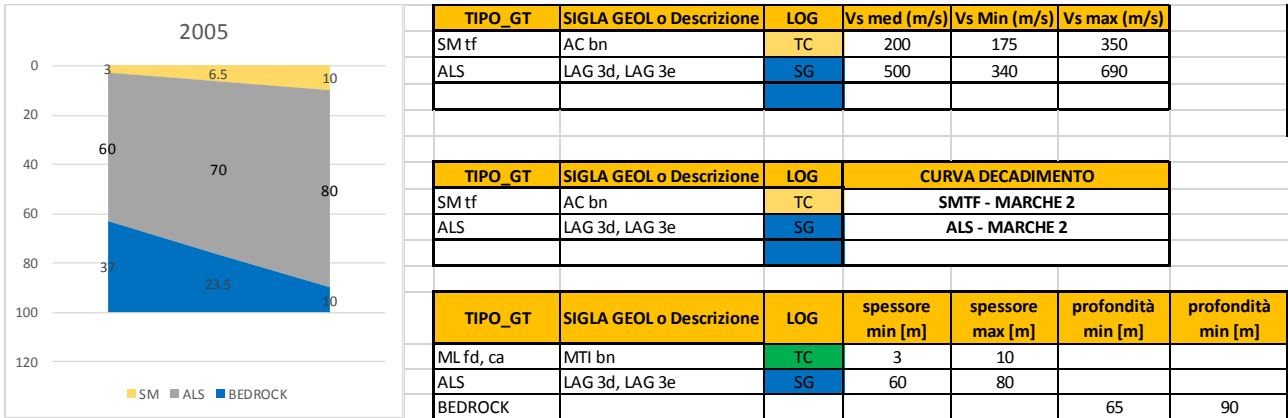 2005
0
20
40
60
80
100
120
3
6.5
10
60
70
80
37
23.5
10
SM ALS BEDROCK
TIPO_GT SIGLA GEOL o Descrizione LOG Vs med (m/s) Vs Min (m/s) Vs max (m/s)
SM tf AC bn TC 200 175 350
ALS LAG 3d, LAG 3e SG 500 340 690
TIPO_GT SIGLA GEOL o Descrizione LOG CURVA DECADIMENTO
SM tf AC bn TC SMTF - MARCHE 2
ALS LAG 3d, LAG 3e SG ALS - MARCHE 2
TIPO_GT SIGLA GEOL o Descrizione LOG spessore min [m] spessore max [m] profondità min [m] profondità min [m]
ML fd, ca MTI bn TC 3 10
ALS LAG 3d, LAG 3e SG 60 80
BEDROCK 65 90